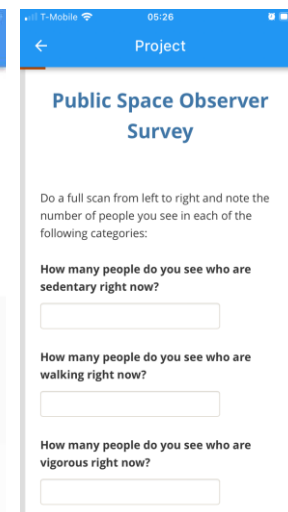 T-Mobile
05:26
Project
Public Space Observer
Survey
Do a full scan from left to right and note the
number of people you see in each of the
following categories:
How many people do you see who are
sedentary right now?
How many people do you see who are
walking right now?
How many people do you see who are
vigorous right now?